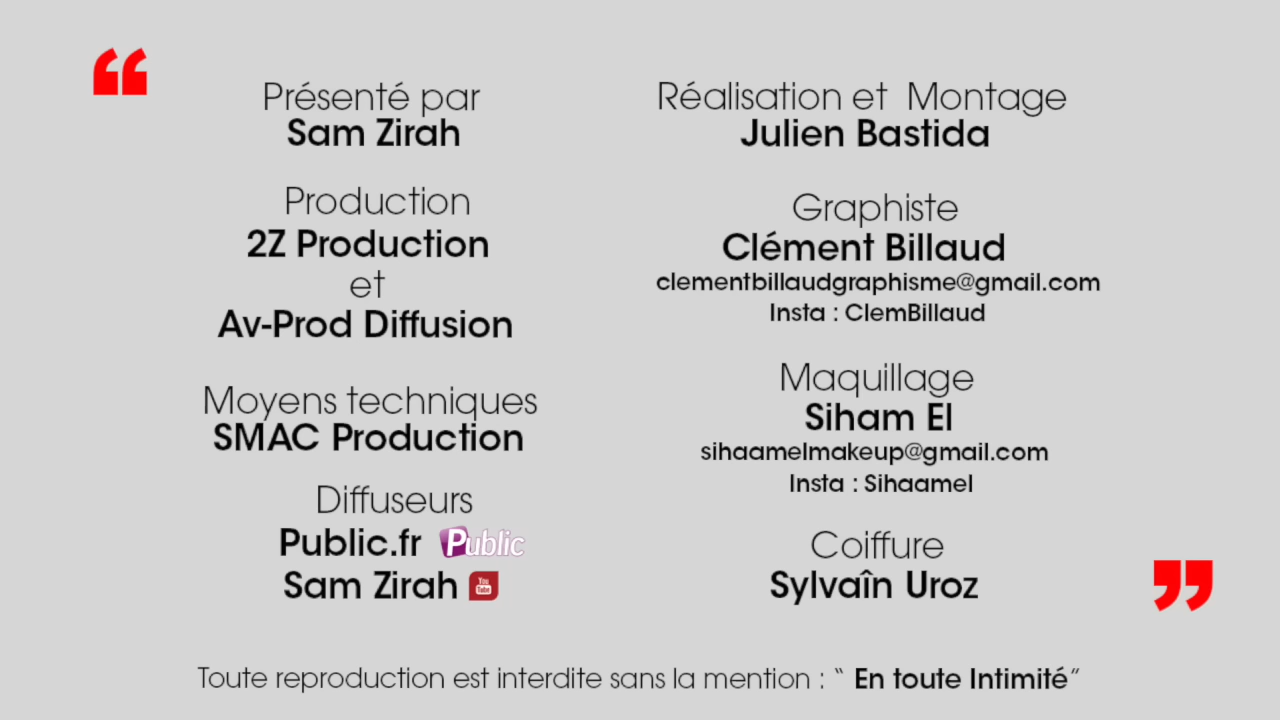 Présenté par
Sam Zirah
Production
2Z Production
et
Av-Prod Diffusion
Moyens techniques
SMAC Production
Diffuseurs
Public.fr Public
Sam Zirah You Tube
Réalisation et Montage
Julien Bastida
Graphiste
Clément Billaud
clementbillaudgraphisme@gmail.com
Insta : ClemBillaud
Maquillage
Siham El
sihaamelmakeup@gmail.com
Insta : Sihaamel
Coiffure
Sylvaîn Uroz
Toute reproduction est interdite sans la mention : “ En toute Intimité”